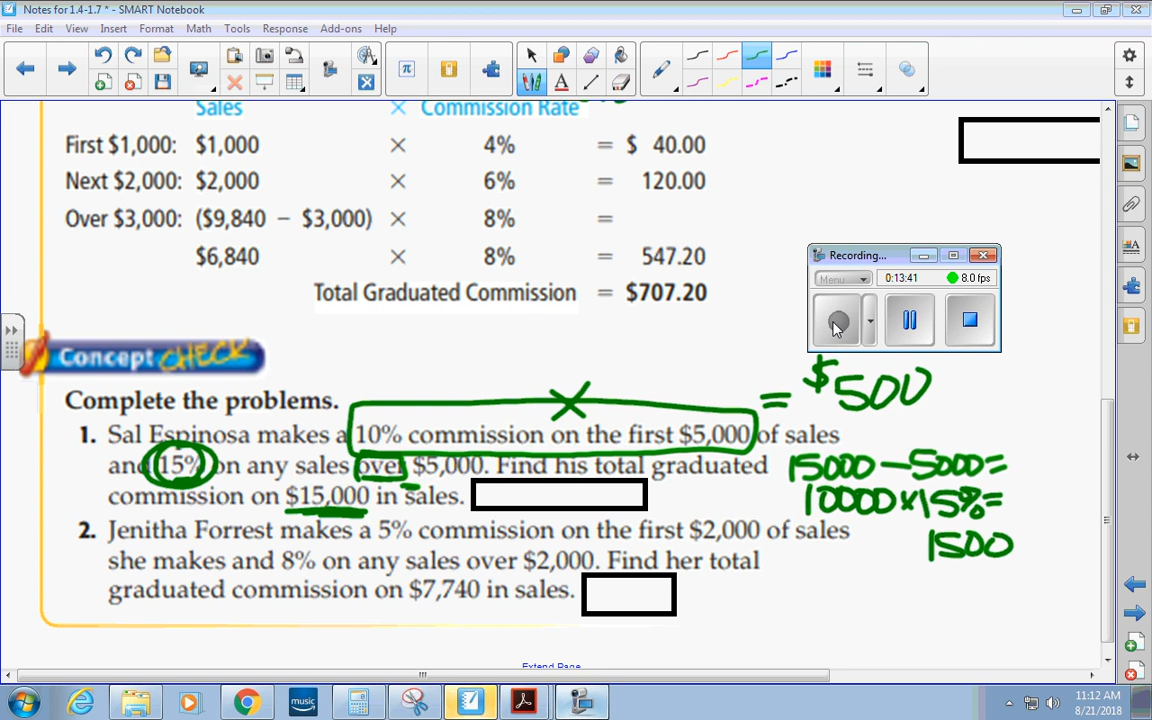 Notes for 1.4-1.7 * - SMART Notebook
File Edit View Insert Format Math Tools Response Add-ons Help
Sales × Commission Rate
First $1,000: $1,000 × 4% = $ 40.00
Next $2,000: $2,000 × 6% = 120.00
Over $3,000: ($9,840 − $3,000) × 8% =
$6,840 × 8% = 547.20
Total Graduated Commission = $707.20
Recording...
Menu 0:13:41 8.0 fps
Concept CHECK
Complete the problems.
= $500
1. Sal Espinosa makes a 10% commission on the first $5,000 of sales
and 15% on any sales over $5,000. Find his total graduated
commission on $15,000 in sales.
15000 - 5000 =
10000 x 15% =
1500
2. Jenitha Forrest makes a 5% commission on the first $2,000 of sales
she makes and 8% on any sales over $2,000. Find her total
graduated commission on $7,740 in sales.
Extend Page
music
11:12 AM
8/21/2018